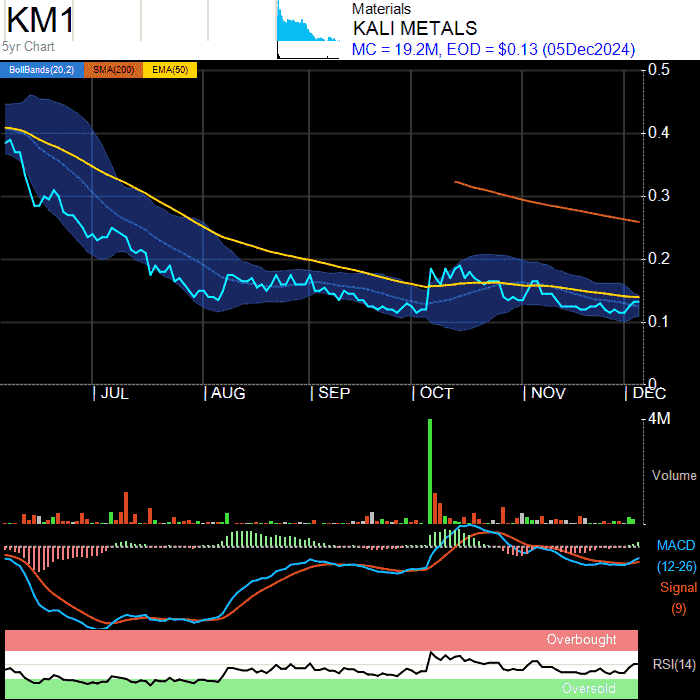 KM1
5yr Chart
Materials
KALI METALS
MC = 19.2M, EOD = $0.13 (05Dec2024)
BollBands(20,2) SMA(200) EMA(50)
0.5
0.4
0.3
0.2
0.1
0
JUL AUG SEP OCT NOV DEC
4M
Volume
MACD
(12-26)
Signal
(9)
Overbought
RSI(14)
Oversold